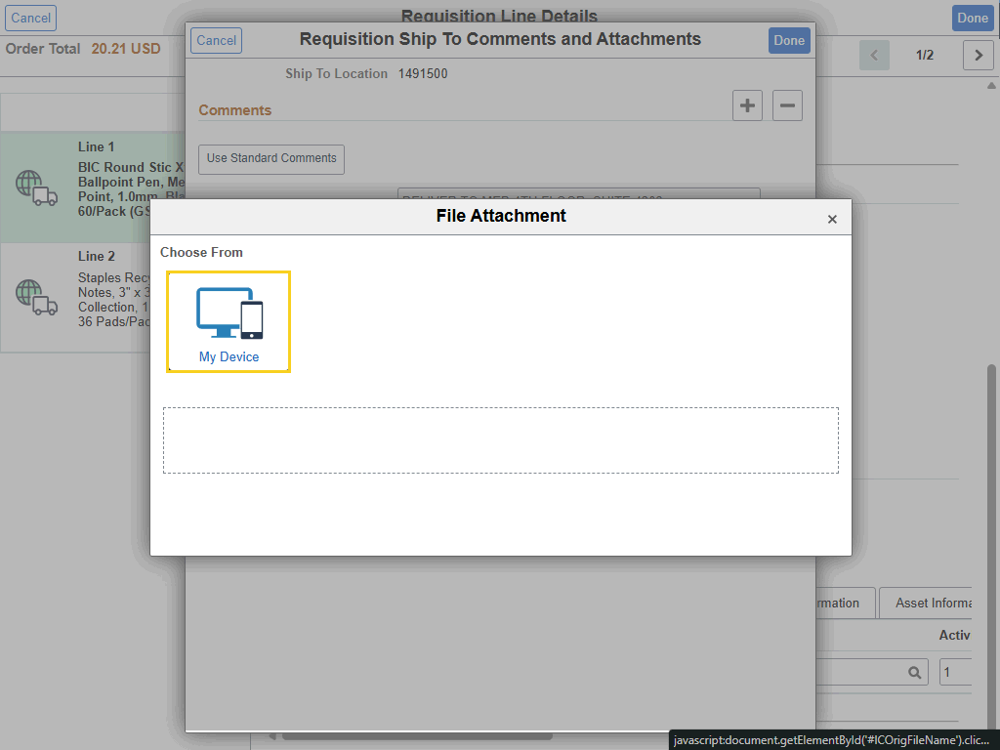 Requisition Line Details
Cancel
Done
Order Total 20.21 USD
1/2
Cancel
Requisition Ship To Comments and Attachments
Done
Ship To Location 1491500
Comments
Use Standard Comments
Line 1
BIC Round Stic X
Ballpoint Pen, Me
Point, 1.0mm, Bla
60/Pack (GS
Line 2
Staples Recy
Notes, 3" x 3
Collection, 1
36 Pads/Pac
File Attachment
×
Choose From
My Device
rmation
Asset Informa
Activ
1
javascript:document.getElementById('#ICOrigFileName').clic...